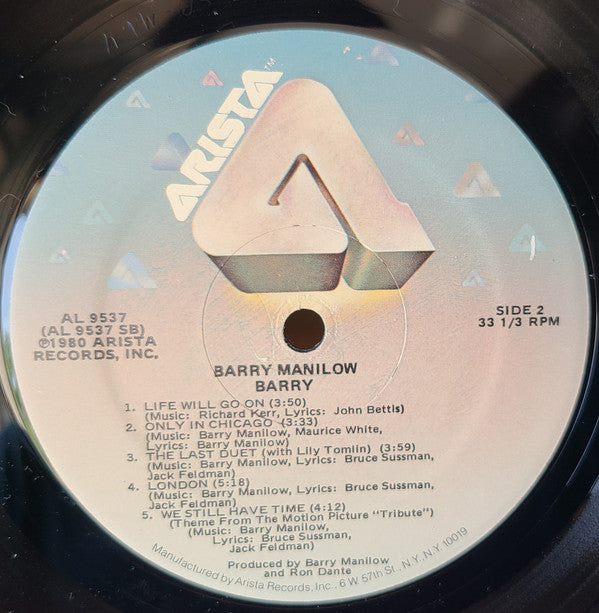 ARISTA™
AL 9537
(AL 9537 SB)
℗1980 ARISTA
RECORDS, INC.
SIDE 2
33 1/3 RPM
BARRY MANILOW
BARRY
1. LIFE WILL GO ON (3:50)
(Music: Richard Kerr, Lyrics: John Bettis)
2. ONLY IN CHICAGO (3:33)
(Music: Barry Manilow, Maurice White,
Lyrics: Barry Manilow)
3. THE LAST DUET (with Lily Tomlin) (3:59)
(Music: Barry Manilow, Lyrics: Bruce Sussman,
Jack Feldman)
4. LONDON (5:18)
(Music: Barry Manilow, Lyrics: Bruce Sussman,
Jack Feldman)
5. WE STILL HAVE TIME (4:12)
(Theme From The Motion Picture "Tribute")
(Music: Barry Manilow,
Lyrics: Bruce Sussman,
Jack Feldman)
Produced by Barry Manilow
and Ron Dante
Manufactured by Arista Records, Inc., 6 W 57th St., N.Y., N.Y. 10019